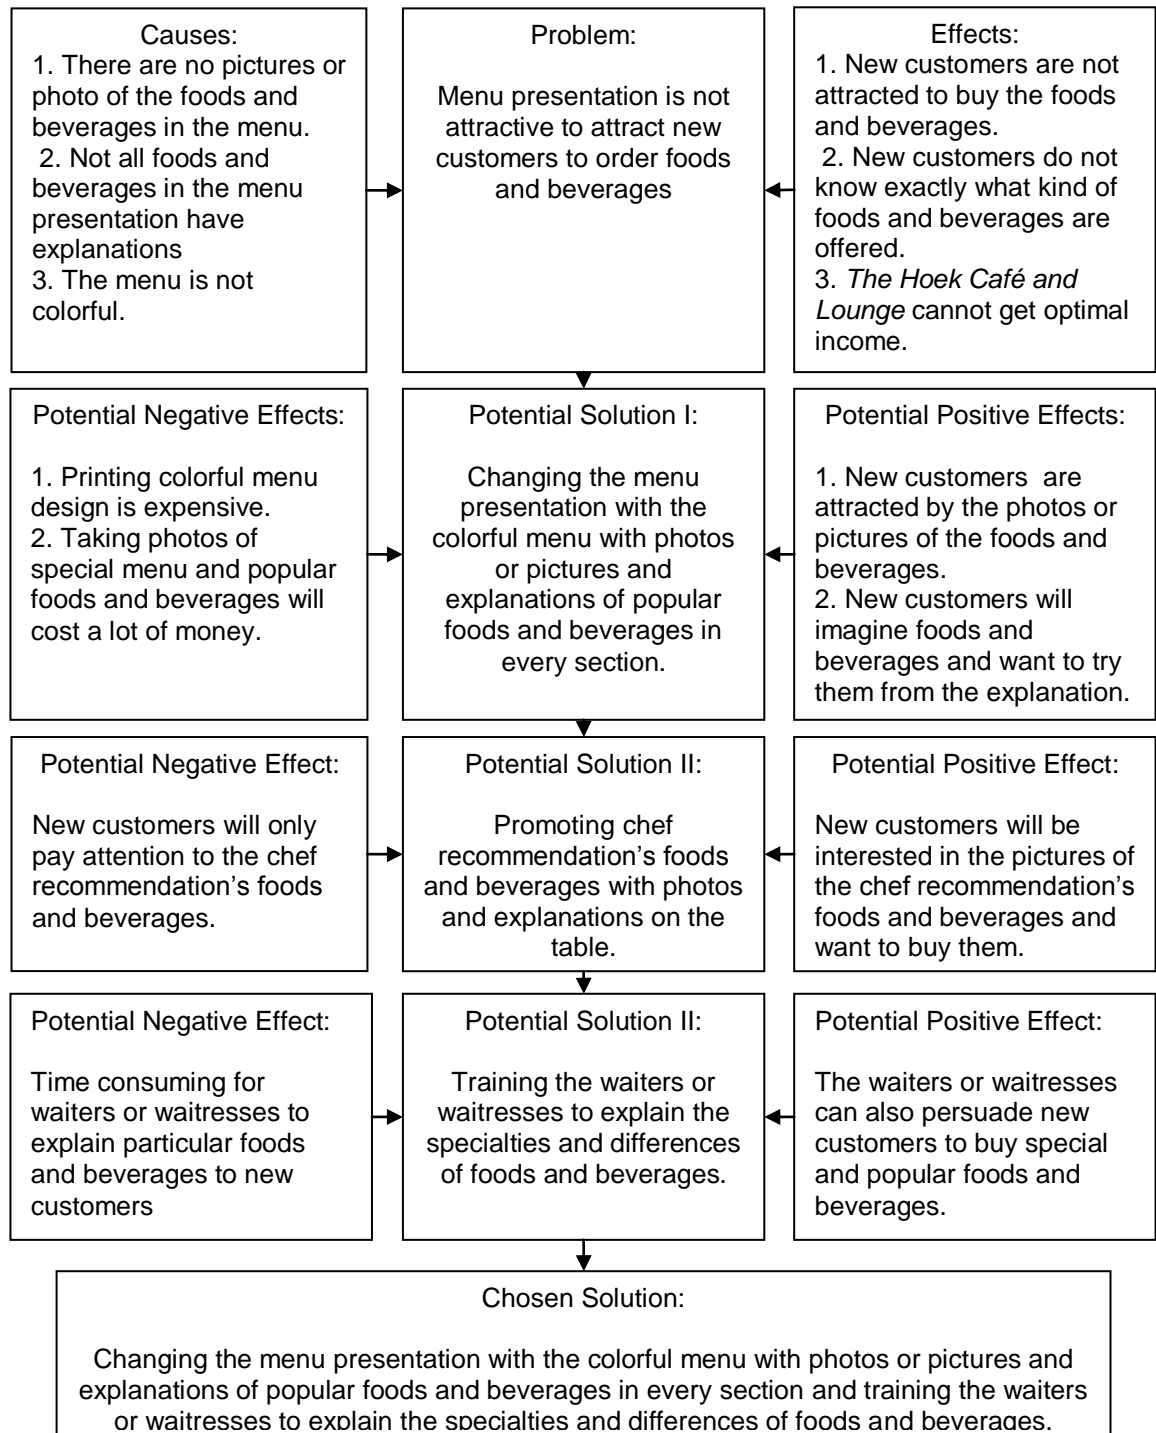 Causes:
1. There are no pictures or
photo of the foods and
beverages in the menu.
2. Not all foods and
beverages in the menu
presentation have
explanations
3. The menu is not
colorful.
Problem:
Menu presentation is not
attractive to attract new
customers to order foods
and beverages
Effects:
1. New customers are not
attracted to buy the foods
and beverages.
2. New customers do not
know exactly what kind of
foods and beverages are
offered.
3. The Hoek Café and
Lounge cannot get optimal
income.
Potential Negative Effects:
1. Printing colorful menu
design is expensive.
2. Taking photos of
special menu and popular
foods and beverages will
cost a lot of money.
Potential Solution I:
Changing the menu
presentation with the
colorful menu with photos
or pictures and
explanations of popular
foods and beverages in
every section.
Potential Positive Effects:
1. New customers are
attracted by the photos or
pictures of the foods and
beverages.
2. New customers will
imagine foods and
beverages and want to try
them from the explanation.
Potential Negative Effect:
New customers will only
pay attention to the chef
recommendation’s foods
and beverages.
Potential Solution II:
Promoting chef
recommendation’s foods
and beverages with photos
and explanations on the
table.
Potential Positive Effect:
New customers will be
interested in the pictures of
the chef recommendation’s
foods and beverages and
want to buy them.
Potential Negative Effect:
Time consuming for
waiters or waitresses to
explain particular foods
and beverages to new
customers
Potential Solution II:
Training the waiters or
waitresses to explain the
specialties and differences
of foods and beverages.
Potential Positive Effect:
The waiters or waitresses
can also persuade new
customers to buy special
and popular foods and
beverages.
Chosen Solution:
Changing the menu presentation with the colorful menu with photos or pictures and
explanations of popular foods and beverages in every section and training the waiters
or waitresses to explain the specialties and differences of foods and beverages.